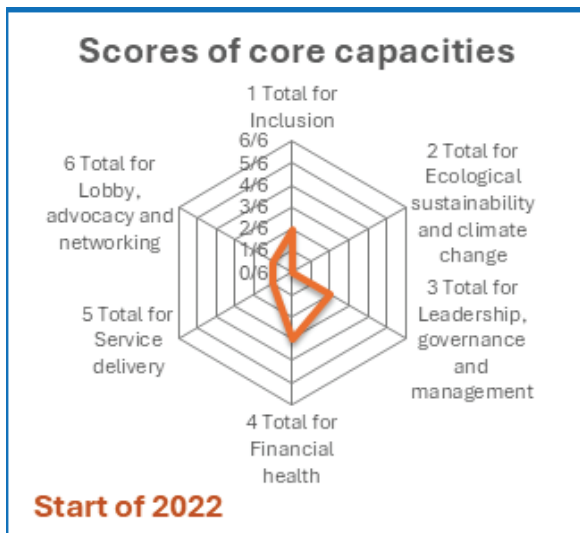 Scores of core capacities
1 Total for
Inclusion
6/6
5/6
4/6
3/6
2/6
1/6
0/6
2 Total for
Ecological
sustainability
and climate
change
3 Total for
Leadership,
governance
and
management
4 Total for
Financial
health
5 Total for
Service
delivery
6 Total for
Lobby,
advocacy and
networking
Start of 2022